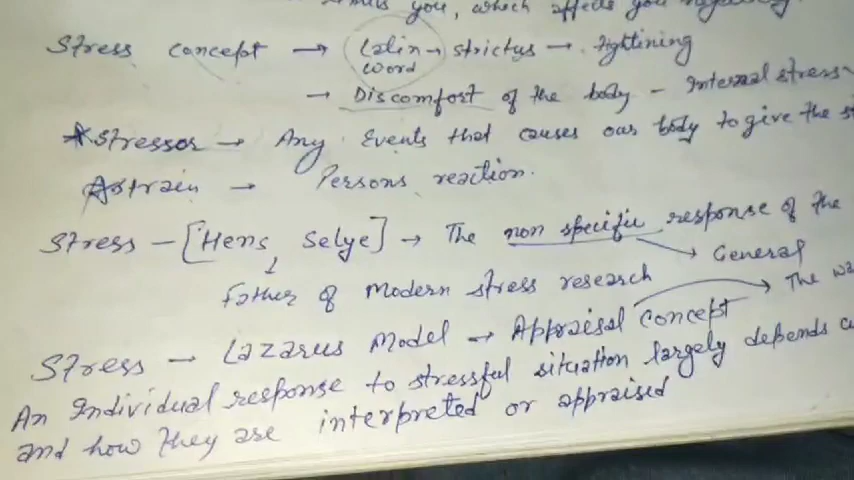 you, which affects you negatively.
Stress concept → Latin → strictus → Tightining
word
→ Discomfort of the body - Internal stress
*stressor → Any Events that causes our body to give the
*strain → Persons reaction.
Stress - [Hens Selye] → The non specific response of the
General
Father of Modern stress research
Stress → Lazarus Model → Appraisal concept → The
An Individual response to stressful situation largely depends
and how they are interpreted or appraised